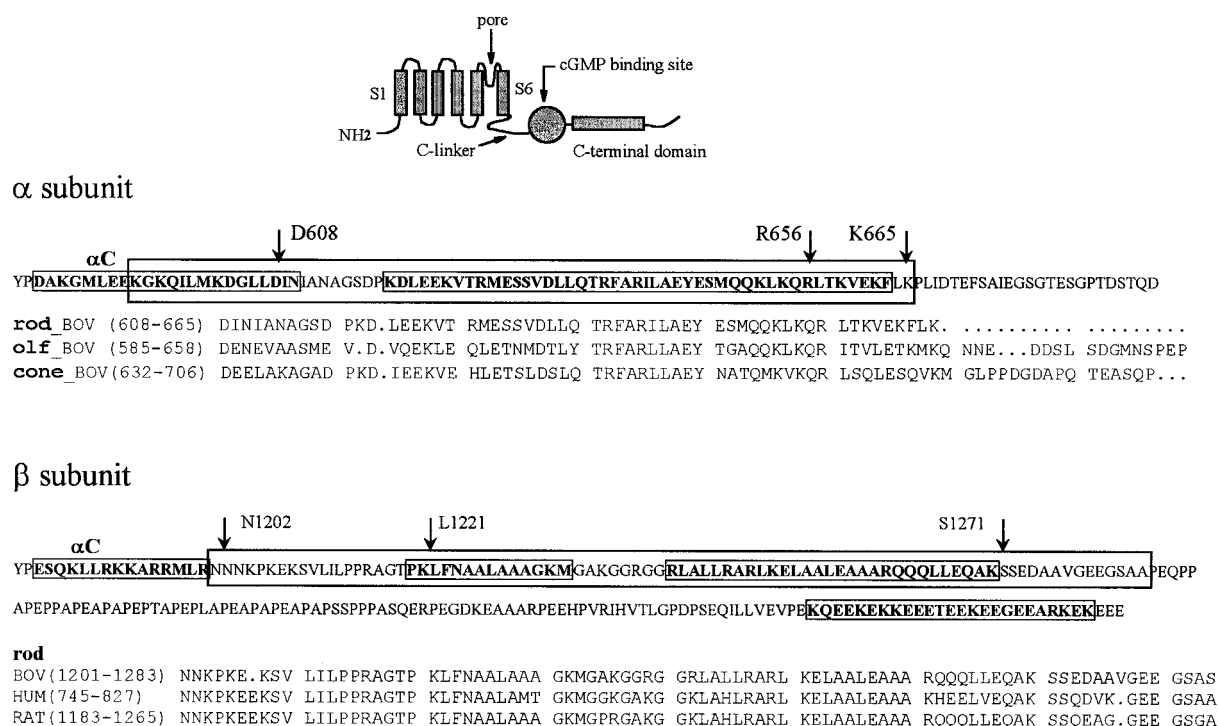 pore
cGMP binding site
S1
S6
NH2
C-linker
C-terminal domain
α subunit
D608
R656
K665
αC
YPDAKGMLEEKGKQILMKDGLLDINIANAGSDPKDLEEKVTRMESSVDLLQTRFARILAEYESMQQKLKQRLTKVEKFLKPLIDTEFSAIEGSGTESGPTDSTQD
rod_BOV (608-665) DINIANAGSD PKD.LEEKVT RMESSVDLLQ TRFARILAEY ESMQQKLKQR LTKVEKFLK. .......... .........
olf_BOV (585-658) DENEVAASME V.D.VQEKLE QLETNMDTLY TRFARLLAEY TGAQQKLKQR ITVLETKMKQ NNE...DDSL SDGMNSPEP
cone_BOV(632-706) DEELAKAGAD PKD.IEEKVE HLETSLDSLQ TRFARLLAEY NATQMKVKQR LSQLESQVKM GLPPDGDAPQ TEASQP...
β subunit
N1202
L1221
S1271
αC
YPESQKLLRKKARRMLRNNNKPKEKSVLILPPRAGTPKLFNAALAAAGKMGAKGGRGGRLALLRARLKELAALEAAARQQQLLEQAKSSEDAAVGEEGSAAPEQPP
APEPPAPEAPAPEPTAPEPLAPEAPAPEAPAPSSPPPASQERPEGDKEAAARPEEHPVRIHVTLGPDPSEQILLVEVPEKQEEKEKKEEETEEKEEGEEARKEKEEE
rod
BOV(1201-1283) NNKPKE.KSV LILPPRAGTP KLFNAALAAA GKMGAKGGRG GRLALLRARL KELAALEAAA RQQQLLEQAK SSEDAAVGEE GSAS
HUM(745-827) NNKPKEEKSV LILPPRAGTP KLFNAALAMT GKMGGKGAKG GKLAHLRARL KELAALEAAA KHEELVEQAK SSQDVK.GEE GSAA
RAT(1183-1265) NNKPKEEKSV LILPPRAGTP KLFNAALAAA GKMGPRGAKG GKLAHLRARL KELAALEAAA RQQQLLEQAK SSQEAG.GEE GSGA